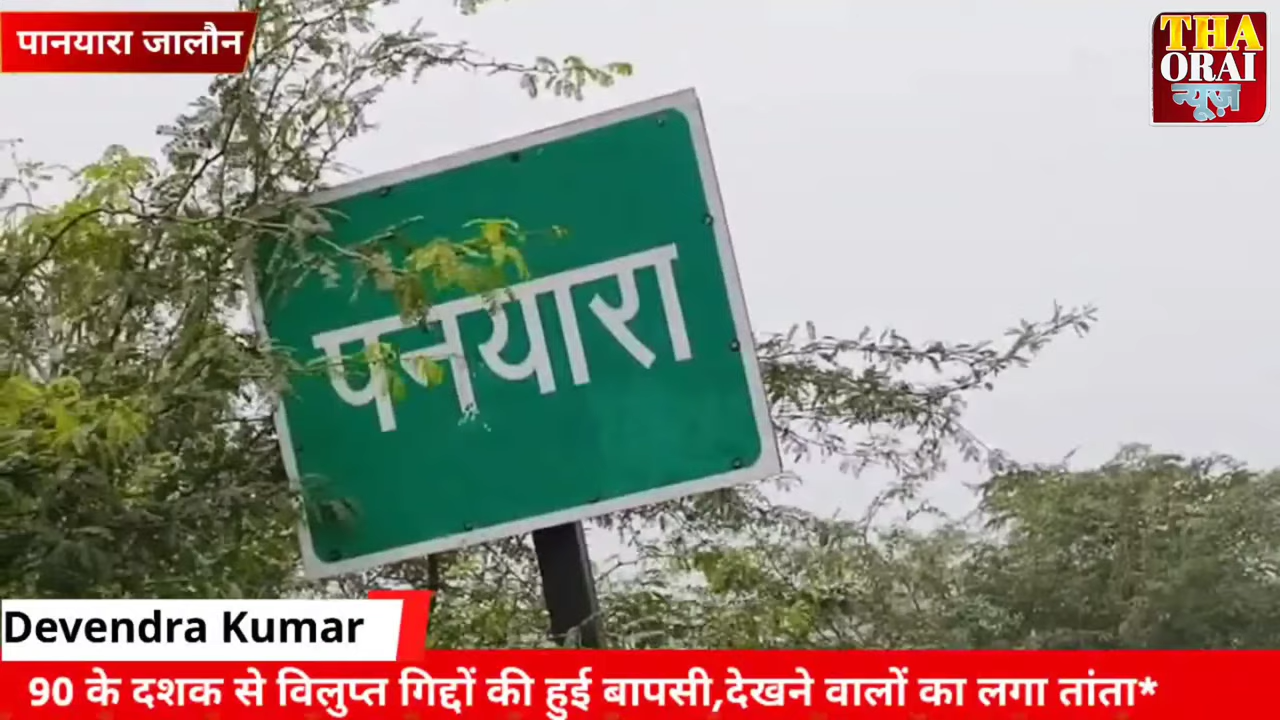 पानयारा जालौन
THA
ORAI
न्यूज़
पनयारा
Devendra Kumar
90 के दशक से विलुप्त गिद्दों की हुई बापसी,देखने वालों का लगा तांता*